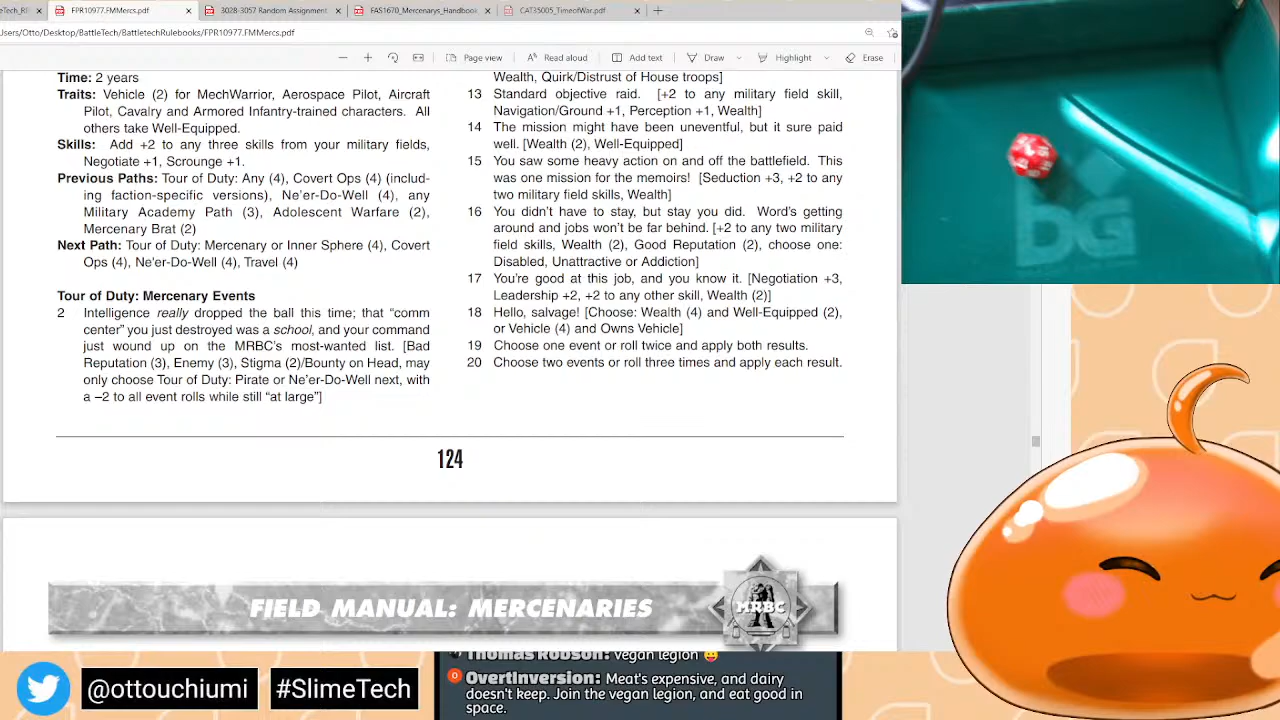 eTech_RI
FPR10977.FMMercs.pdf
3028-3057 Random Assignment
FAS1670_Mercenarys_Handbook
CAT35005_TimeofWar.pdf
sers/Otto/Desktop/BattleTech/BattletechRulebooks/FPR10977.FMMercs.pdf
Page view
Read aloud
Add text
Draw
Highlight
Erase
Time: 2 years
Traits: Vehicle (2) for MechWarrior, Aerospace Pilot, Aircraft
Pilot, Cavalry and Armored Infantry-trained characters. All
others take Well-Equipped.
Skills: Add +2 to any three skills from your military fields,
Negotiate +1, Scrounge +1.
Previous Paths: Tour of Duty: Any (4), Covert Ops (4) (includ-
ing faction-specific versions), Ne'er-Do-Well (4), any
Military Academy Path (3), Adolescent Warfare (2),
Mercenary Brat (2)
Next Path: Tour of Duty: Mercenary or Inner Sphere (4), Covert
Ops (4), Ne'er-Do-Well (4), Travel (4)
Tour of Duty: Mercenary Events
2 Intelligence really dropped the ball this time; that "comm
center" you just destroyed was a school, and your command
just wound up on the MRBC's most-wanted list. [Bad
Reputation (3), Enemy (3), Stigma (2)/Bounty on Head, may
only choose Tour of Duty: Pirate or Ne'er-Do-Well next, with
a –2 to all event rolls while still "at large"]
Wealth, Quirk/Distrust of House troops]
13 Standard objective raid. [+2 to any military field skill,
Navigation/Ground +1, Perception +1, Wealth]
14 The mission might have been uneventful, but it sure paid
well. [Wealth (2), Well-Equipped]
15 You saw some heavy action on and off the battlefield. This
was one mission for the memoirs! [Seduction +3, +2 to any
two military field skills, Wealth]
16 You didn't have to stay, but stay you did. Word's getting
around and jobs won't be far behind. [+2 to any two military
field skills, Wealth (2), Good Reputation (2), choose one:
Disabled, Unattractive or Addiction]
17 You're good at this job, and you know it. [Negotiation +3,
Leadership +2, +2 to any other skill, Wealth (2)]
18 Hello, salvage! [Choose: Wealth (4) and Well-Equipped (2),
or Vehicle (4) and Owns Vehicle]
19 Choose one event or roll twice and apply both results.
20 Choose two events or roll three times and apply each result.
124
FIELD MANUAL: MERCENARIES
MRBC
bG
@ottouchiumi
#SlimeTech
Thomas Robson: Vegan legion 😛
O OvertInversion: Meat's expensive, and dairy
doesn't keep. Join the vegan legion, and eat good in
space.